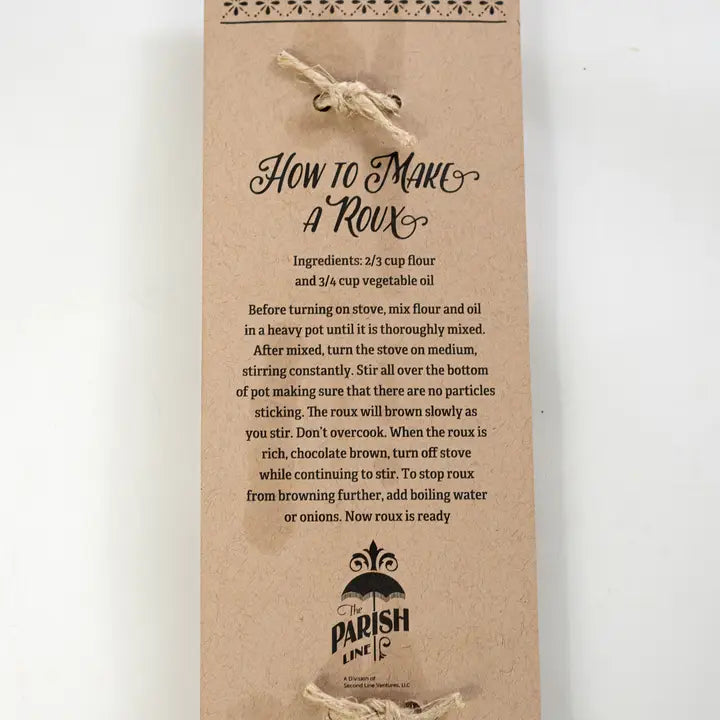 How to Make
a Roux
Ingredients: 2/3 cup flour
and 3/4 cup vegetable oil
Before turning on stove, mix flour and oil
in a heavy pot until it is thoroughly mixed.
After mixed, turn the stove on medium,
stirring constantly. Stir all over the bottom
of pot making sure that there are no particles
sticking. The roux will brown slowly as
you stir. Don't overcook. When the roux is
rich, chocolate brown, turn off stove
while continuing to stir. To stop roux
from browning further, add boiling water
or onions. Now roux is ready
The
PARISH
LINE
A Division of
Second Line Ventures, LLC